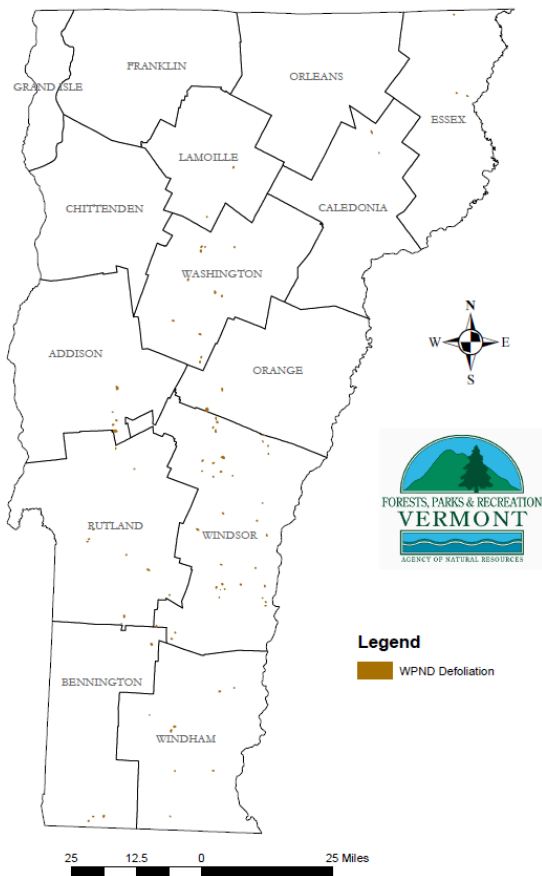 FRANKLIN
ORLEANS
GRAND ISLE
ESSEX
LAMOILLE
CHITTENDEN
CALEDONIA
WASHINGTON
N
W E
S
ADDISON
ORANGE
FORESTS, PARKS & RECREATION
VERMONT
AGENCY OF NATURAL RESOURCES
RUTLAND
WINDSOR
Legend
WPND Defoliation
BENNINGTON
WINDHAM
25 12.5 0 25 Miles